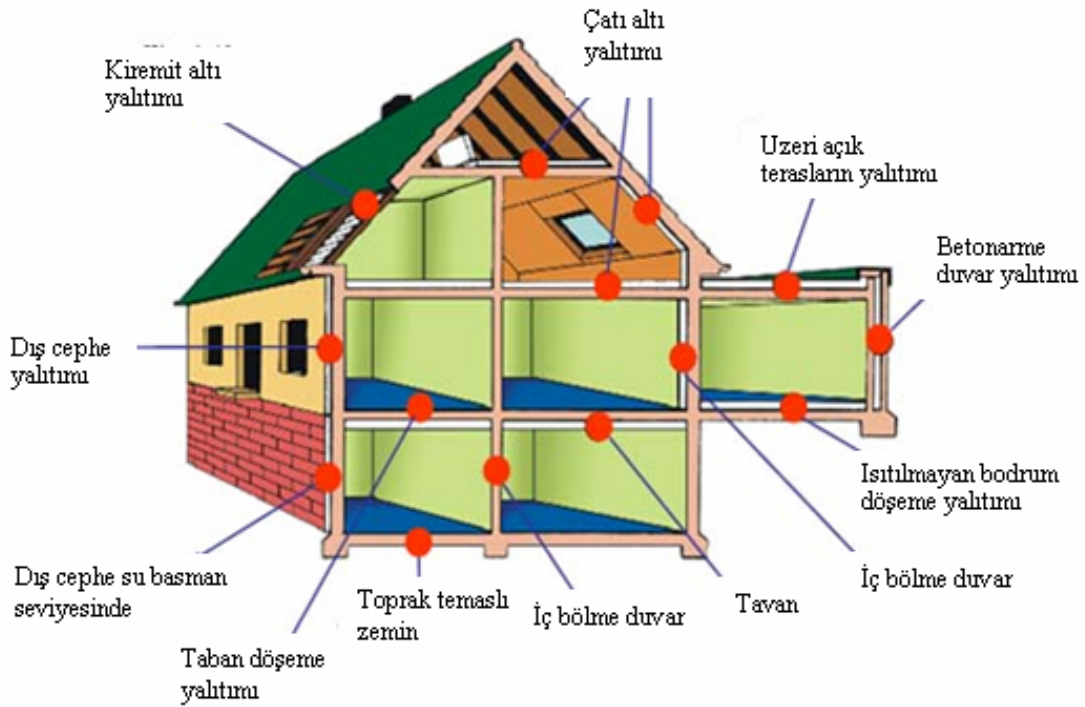 Çatı altı
yalıtımı
Kiremit altı
yalıtımı
Uzeri açık
terasların yalıtımı
Betonarme
duvar yalıtımı
Dış cephe
yalıtımı
Isıtılmayan bodrum
döşeme yalıtımı
Dış cephe su basman
seviyesinde
Toprak temaslı
zemin
İç bölme duvar
Tavan
İç bölme duvar
Taban döşeme
yalıtımı